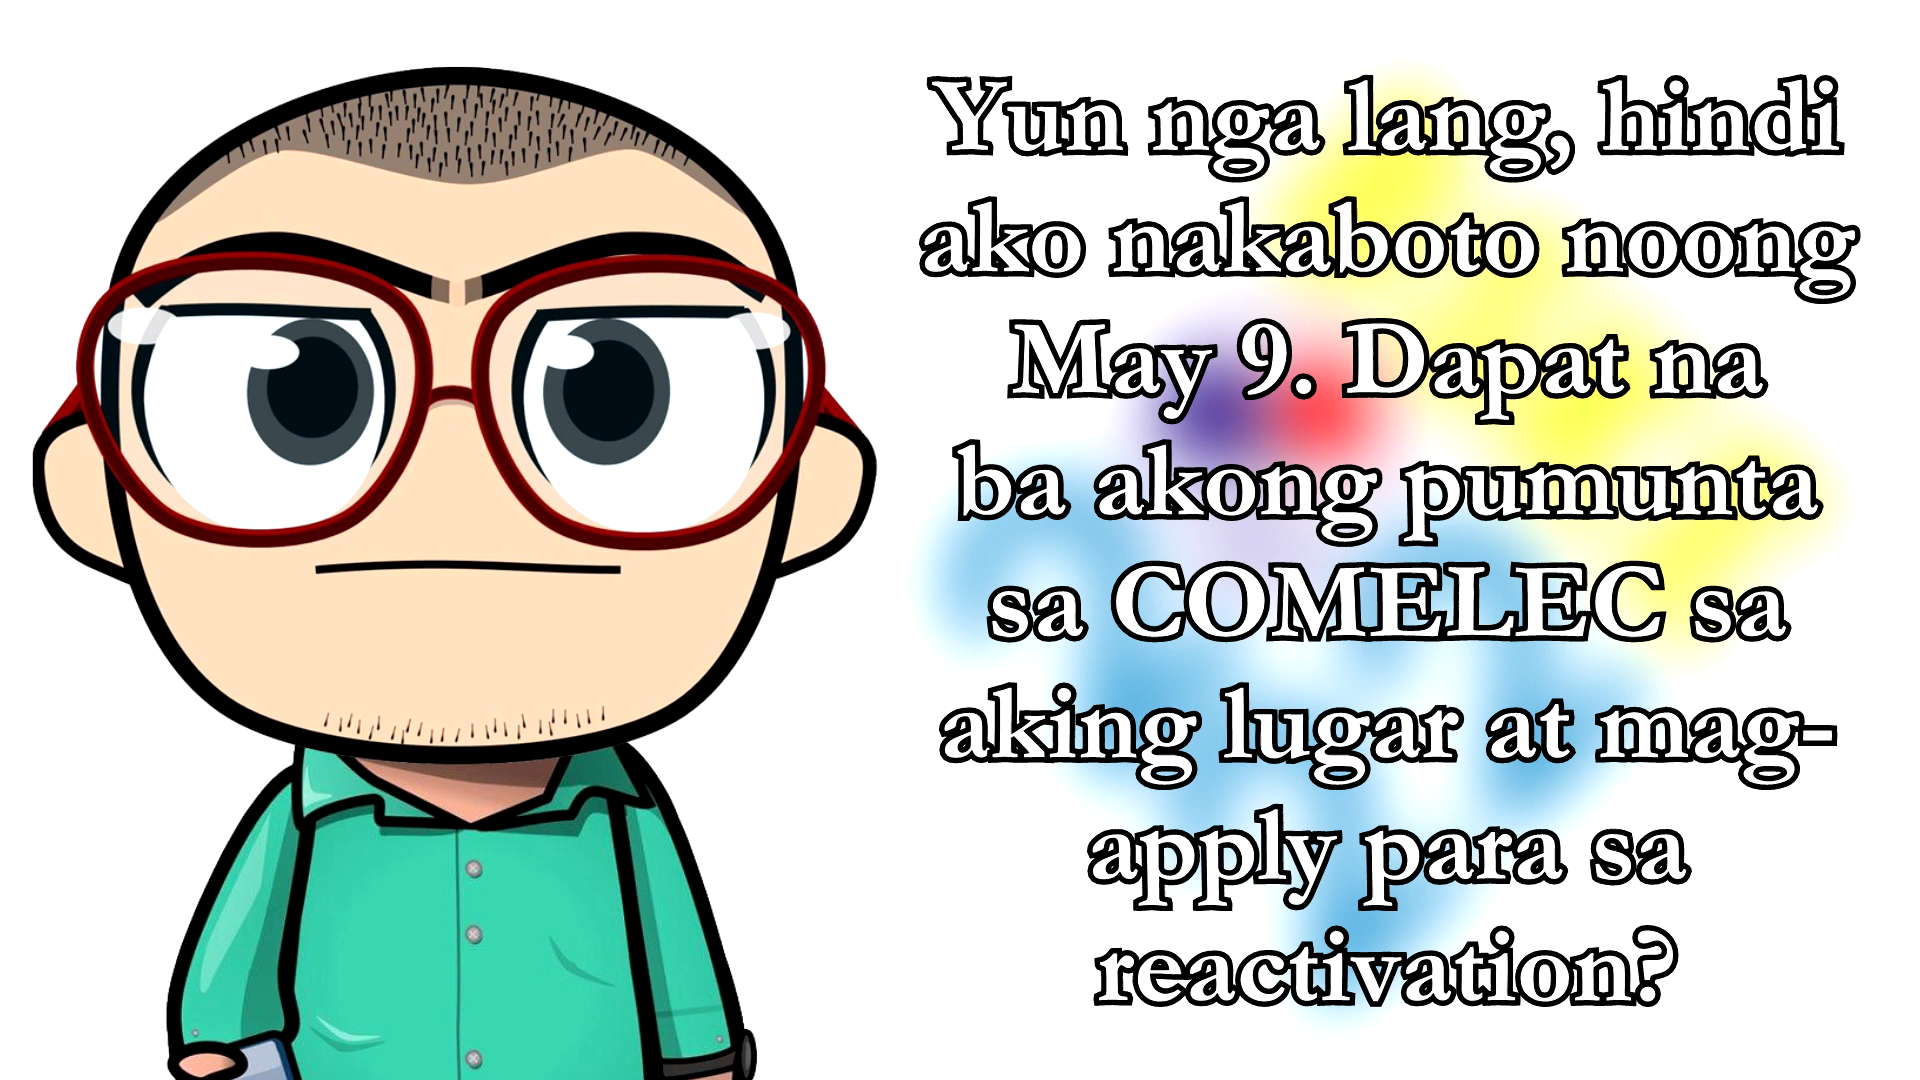 Yun nga lang, hindi
ako nakaboto noong
May 9. Dapat na
ba akong pumunta
sa COMELEC sa
aking lugar at mag-
apply para sa
reactivation?